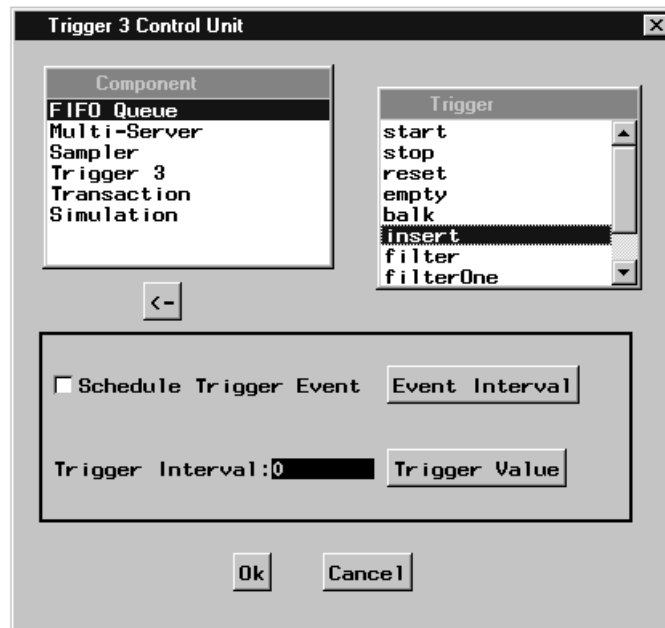 Trigger 3 Control Unit
Component
FIFO Queue
Multi-Server
Sampler
Trigger 3
Transaction
Simulation
Trigger
start
stop
reset
empty
balk
insert
filter
filterOne
<-
Schedule Trigger Event Event Interval
Trigger Interval:0 Trigger Value
Ok Cancel